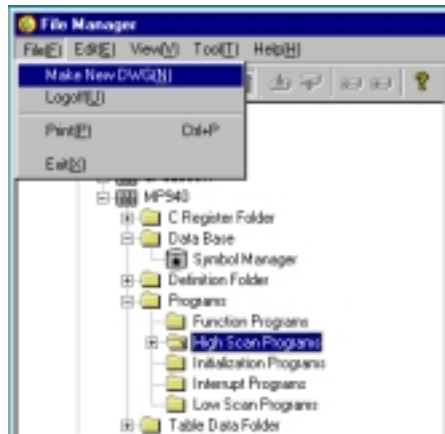 File Manager
File(F) Edit(E) View(V) Tool(T) Help(H)
Make New DWG(N)
Logoff(U)
Print(P) Ctrl+P
Exit(X)
MP940
C Register Folder
Data Base
Symbol Manager
Definition Folder
Programs
Function Programs
High Scan Programs
Initialization Programs
Interrupt Programs
Low Scan Programs
Table Data Folder